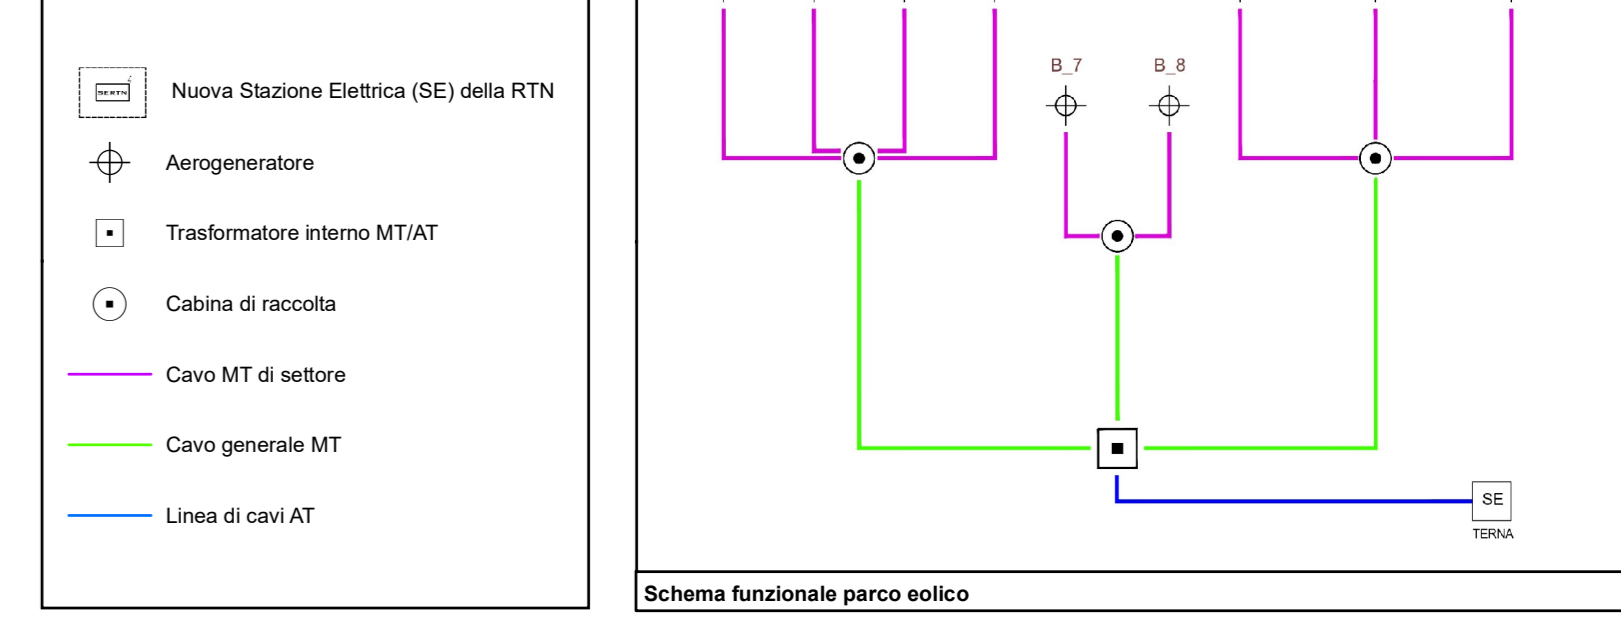 SERTN
Nuova Stazione Elettrica (SE) della RTN
Aerogeneratore
Trasformatore interno MT/AT
Cabina di raccolta
Cavo MT di settore
Cavo generale MT
Linea di cavi AT
B_7
B_8
SE
TERNA
Schema funzionale parco eolico